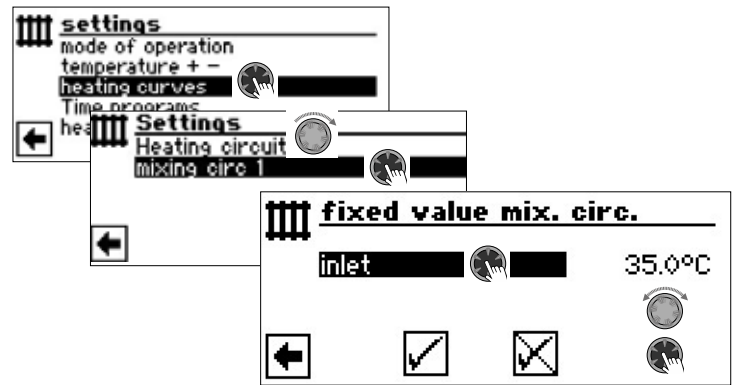 settings
mode of operation
temperature + -
heating curves
Time programs
hea
Settings
Heating circuit
mixing circ 1
fixed value mix. circ.
inlet 35.0°C